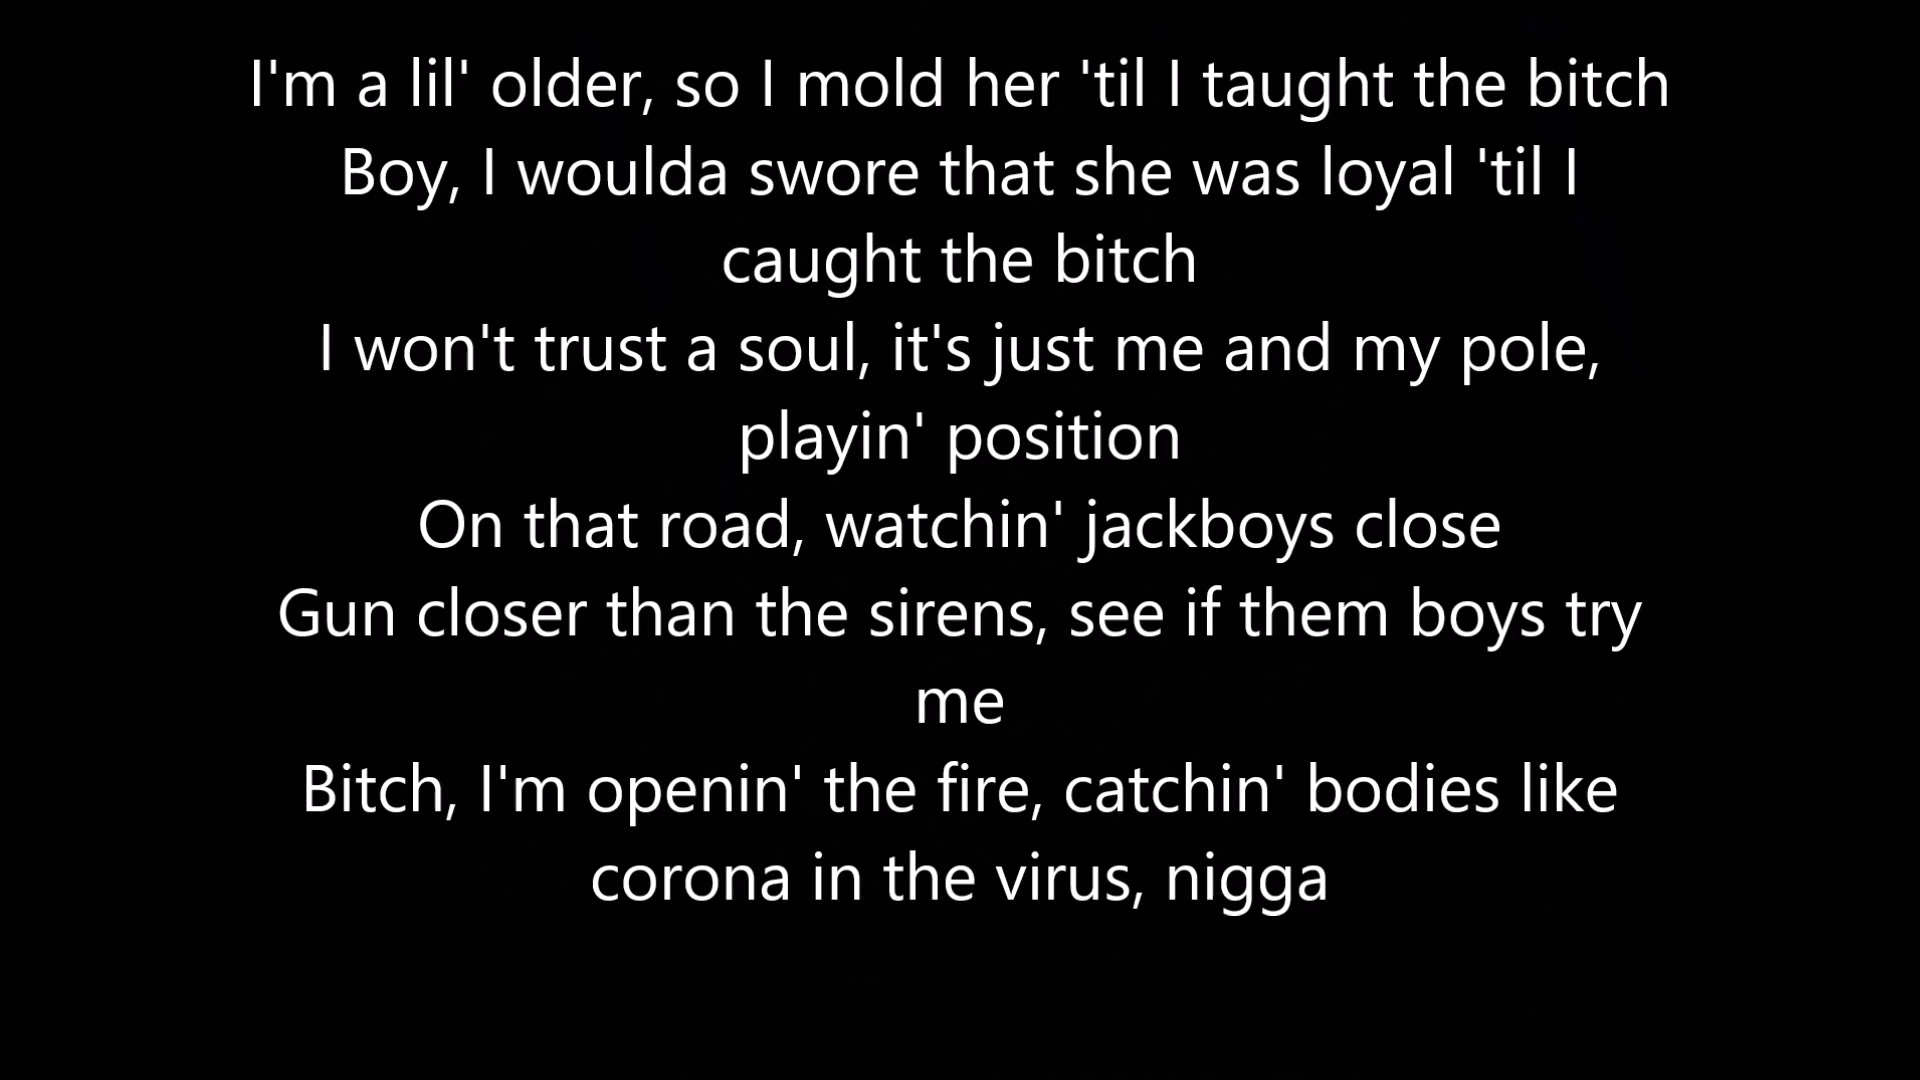 I'm a lil' older, so I mold her 'til I taught the bitch
Boy, I woulda swore that she was loyal 'til I
caught the bitch
I won't trust a soul, it's just me and my pole,
playin' position
On that road, watchin' jackboys close
Gun closer than the sirens, see if them boys try
me
Bitch, I'm openin' the fire, catchin' bodies like
corona in the virus, nigga